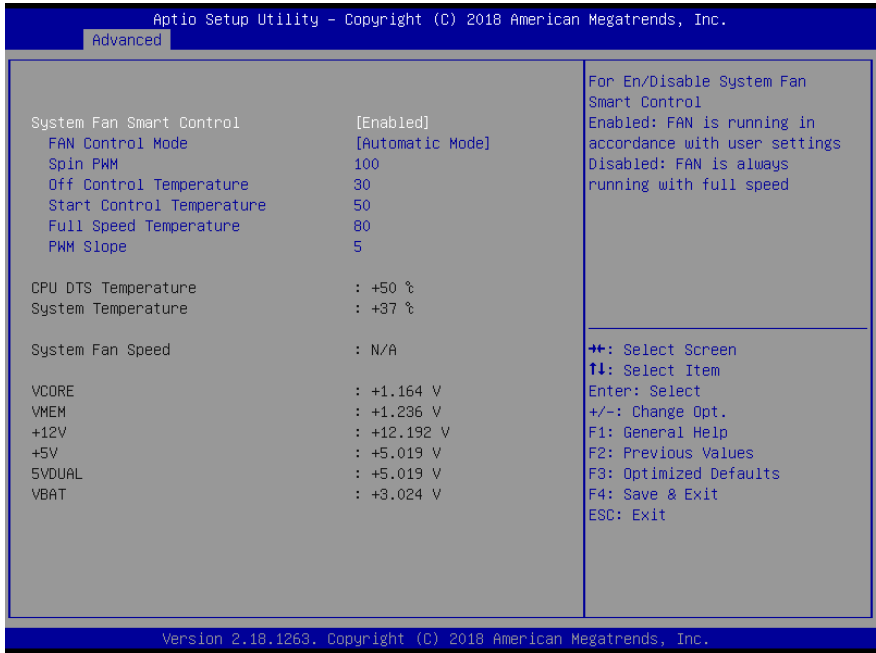 Aptio Setup Utility – Copyright (C) 2018 American Megatrends, Inc.
Advanced
System Fan Smart Control [Enabled]
FAN Control Mode [Automatic Mode]
Spin PWM 100
Off Control Temperature 30
Start Control Temperature 50
Full Speed Temperature 80
PWM Slope 5
CPU DTS Temperature : +50 ℃
System Temperature : +37 ℃
System Fan Speed : N/A
VCORE : +1.164 V
VMEM : +1.236 V
+12V : +12.192 V
+5V : +5.019 V
5VDUAL : +5.019 V
VBAT : +3.024 V
For En/Disable System Fan
Smart Control
Enabled: FAN is running in
accordance with user settings
Disabled: FAN is always
running with full speed
→←: Select Screen
↑↓: Select Item
Enter: Select
+/-: Change Opt.
F1: General Help
F2: Previous Values
F3: Optimized Defaults
F4: Save & Exit
ESC: Exit
Version 2.18.1263. Copyright (C) 2018 American Megatrends, Inc.